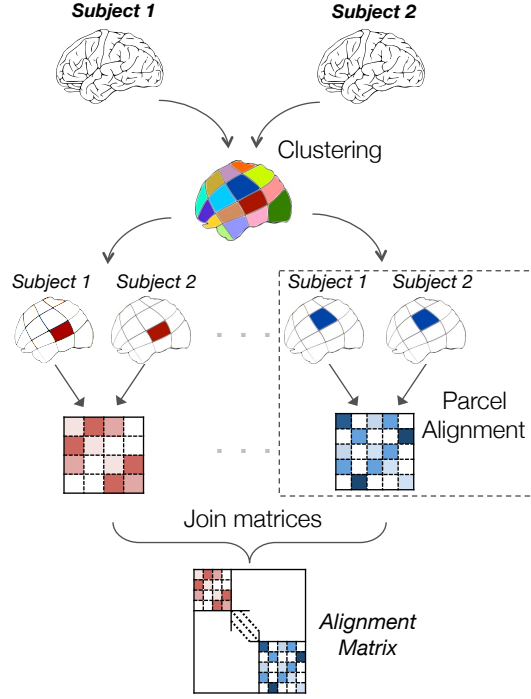 Subject 1
Subject 2
Clustering
Subject 1
Subject 2
Subject 1
Subject 2
Parcel
Alignment
Join matrices
Alignment
Matrix